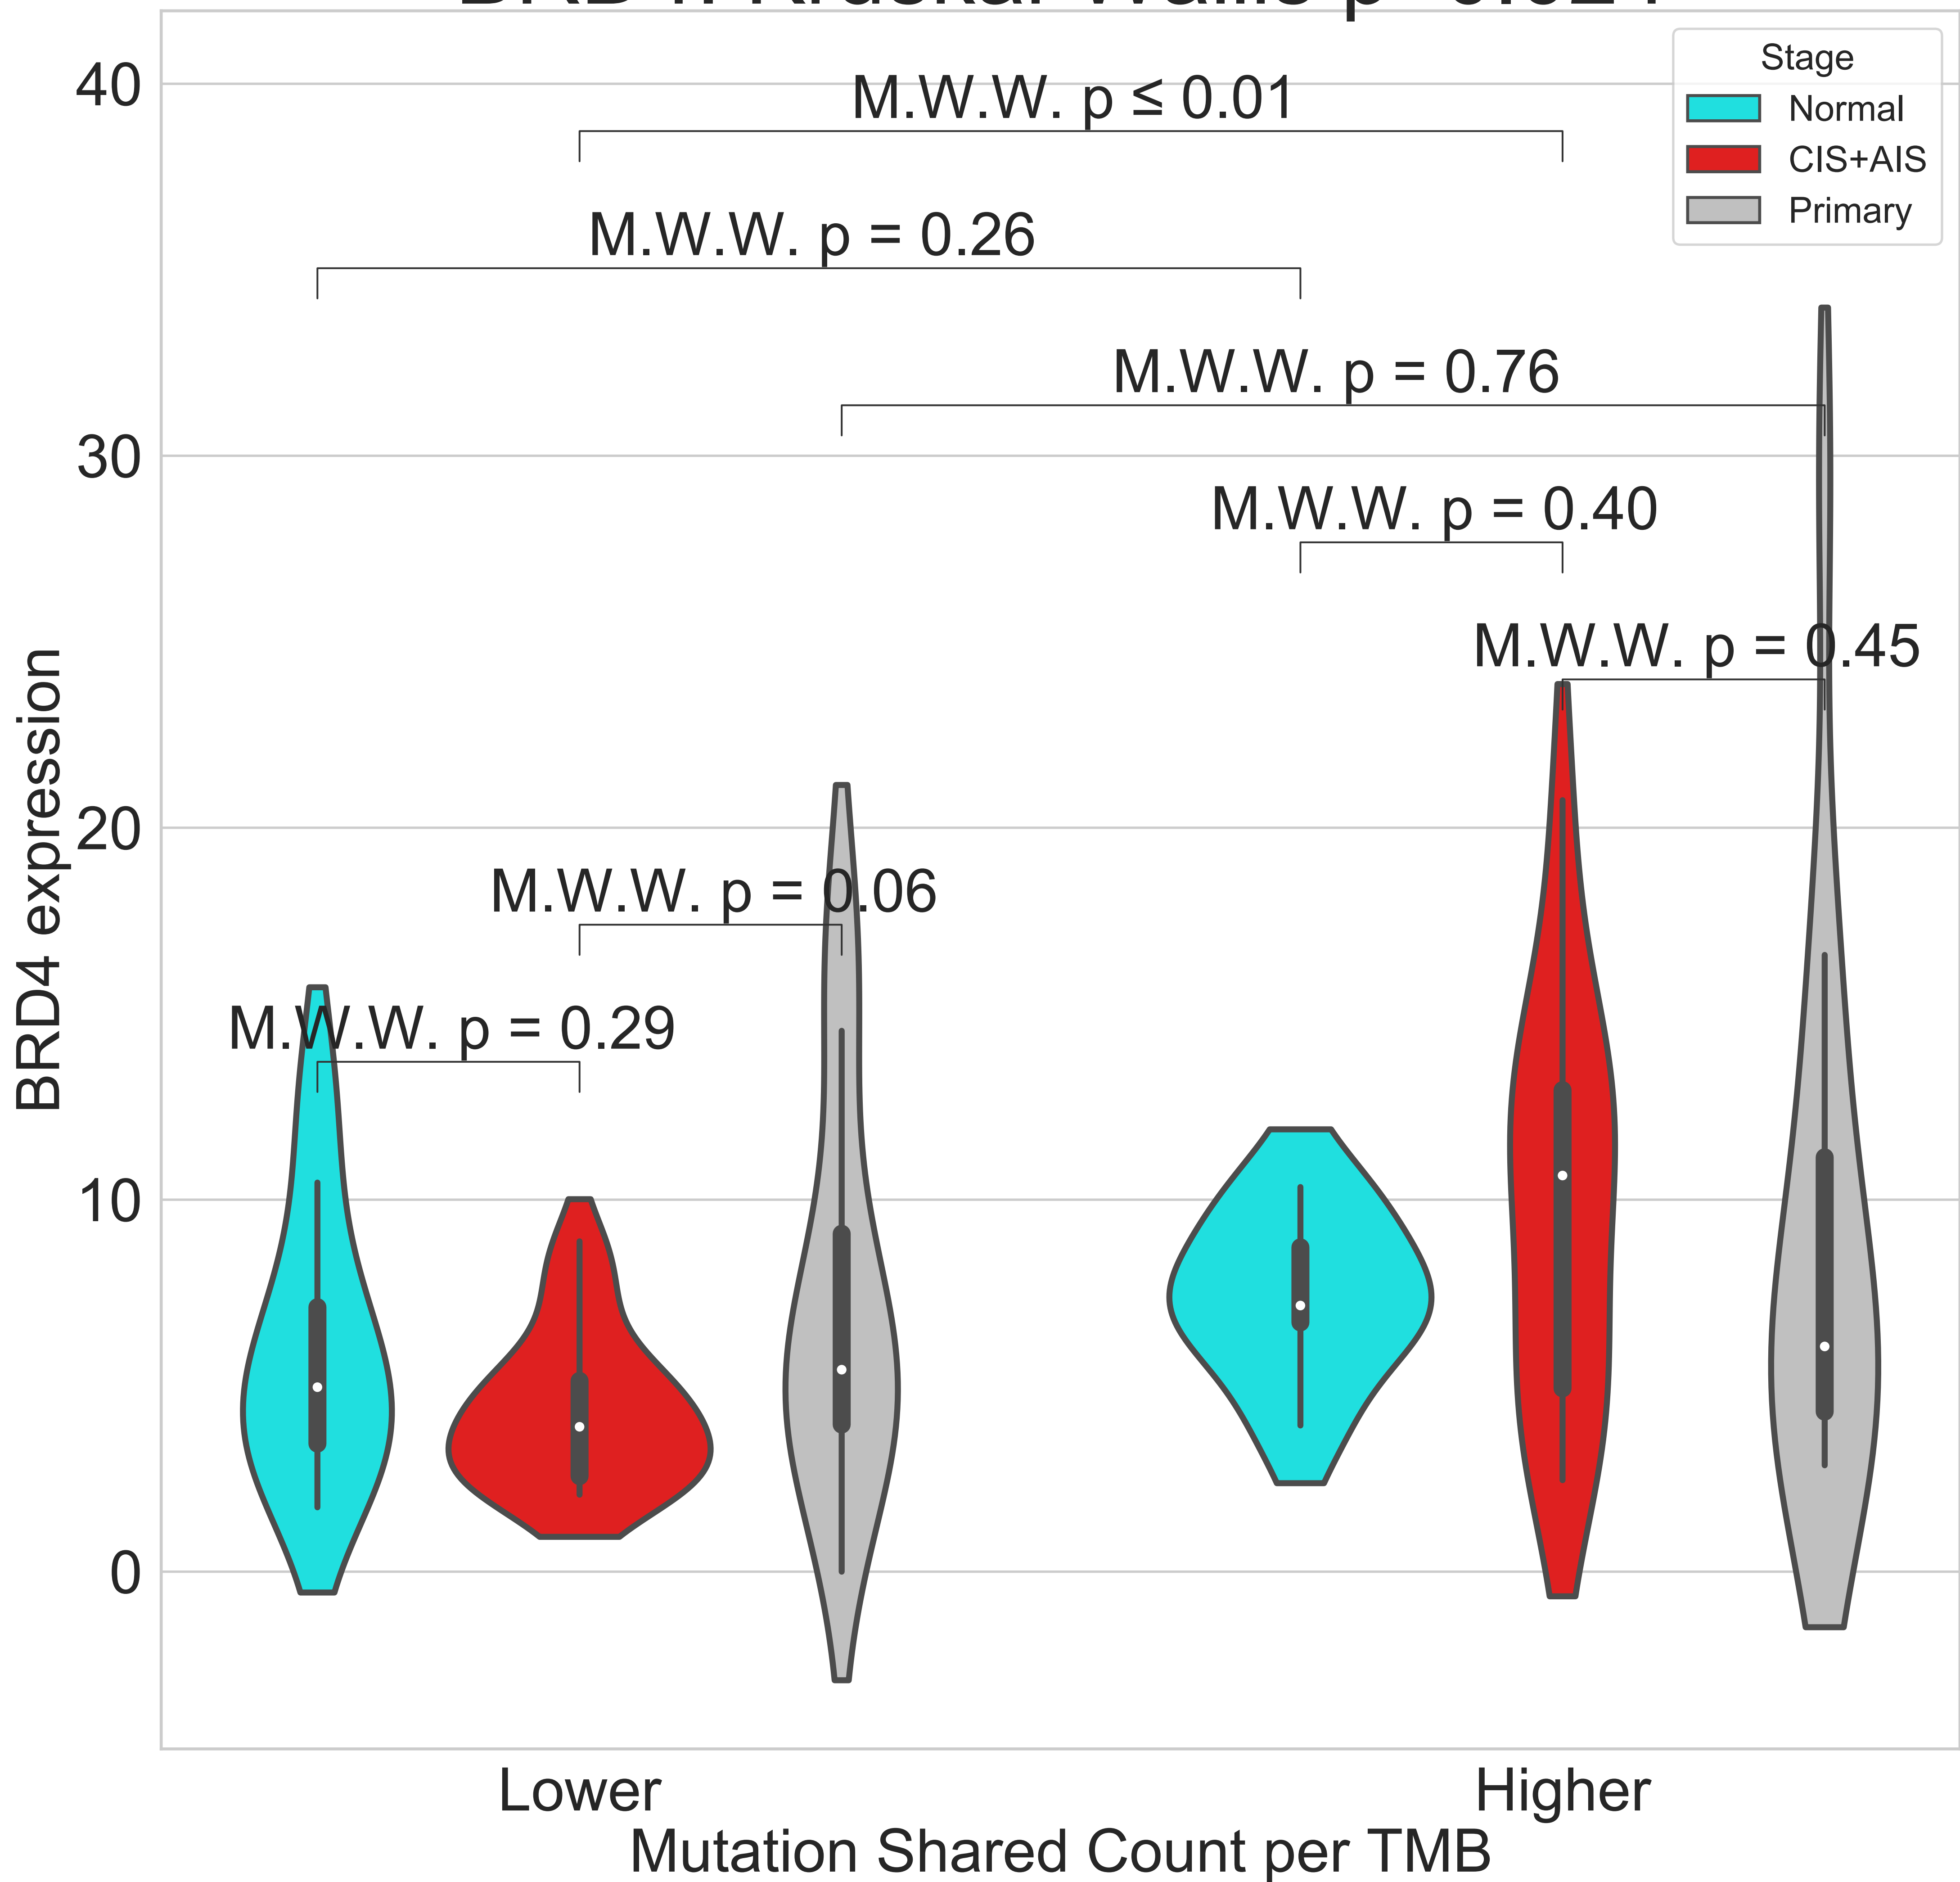 Stage
Normal
CIS+AIS
Primary
40
30
20
10
0
BRD4 expression
M.W.W. p ≤ 0.01
M.W.W. p = 0.26
M.W.W. p = 0.76
M.W.W. p = 0.40
M.W.W. p = 0.45
M.W.W. p = 0.06
M.W.W. p = 0.29
Lower
Higher
Mutation Shared Count per TMB